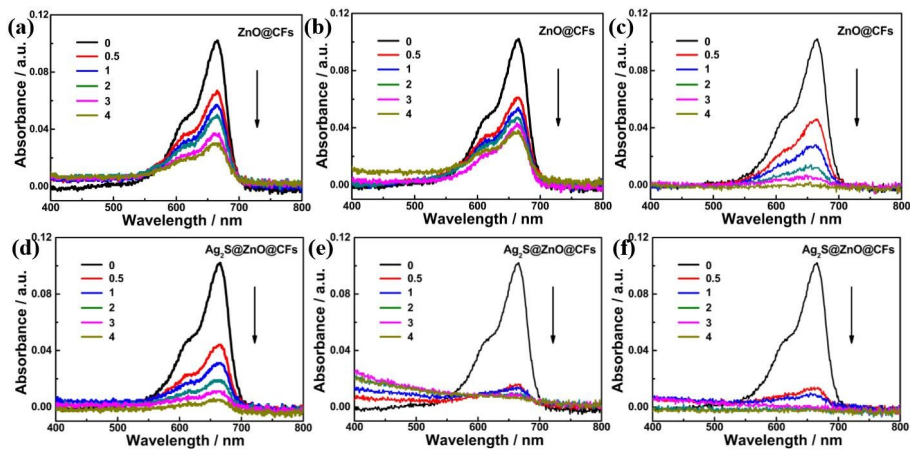 (a) ZnO@CFs
0.12
0.08
0.04
0.00
Absorbance / a.u.
0
0.5
1
2
3
4
400 500 600 700 800
Wavelength / nm
(b) ZnO@CFs
0.12
0.08
0.04
0.00
Absorbance / a.u.
0
0.5
1
2
3
4
400 500 600 700 800
Wavelength / nm
(c) ZnO@CFs
0.12
0.08
0.04
0.00
Absorbance / a.u.
0
0.5
1
2
3
4
400 500 600 700 800
Wavelength / nm
(d) Ag₂S@ZnO@CFs
0.12
0.08
0.04
0.00
Absorbance / a.u.
0
0.5
1
2
3
4
400 500 600 700 800
Wavelength / nm
(e) Ag₂S@ZnO@CFs
0.12
0.08
0.04
0.00
Absorbance / a.u.
0
0.5
1
2
3
4
400 500 600 700 800
Wavelength / nm
(f) Ag₂S@ZnO@CFs
0.12
0.08
0.04
0.00
Absorbance / a.u.
0
0.5
1
2
3
4
400 500 600 700 800
Wavelength / nm